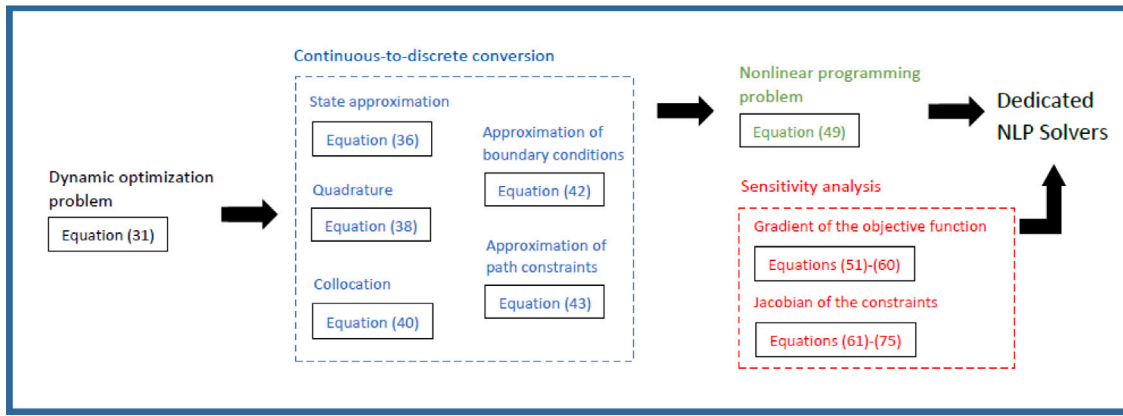 Dynamic optimization
problem
Equation (31)
Continuous-to-discrete conversion
State approximation
Equation (36)
Quadrature
Equation (38)
Collocation
Equation (40)
Approximation of
boundary conditions
Equation (42)
Approximation of
path constraints
Equation (43)
Nonlinear programming
problem
Equation (49)
Sensitivity analysis
Gradient of the objective function
Equations (51)-(60)
Jacobian of the constraints
Equations (61)-(75)
Dedicated
NLP Solvers